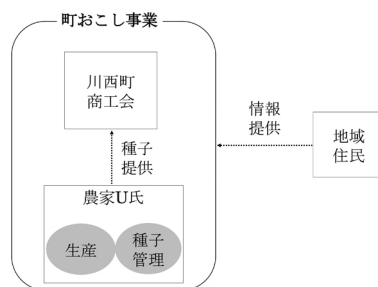 町おこし事業
川西町
商工会
種子
提供
農家U氏
生産
種子
管理
情報
提供
地域
住民